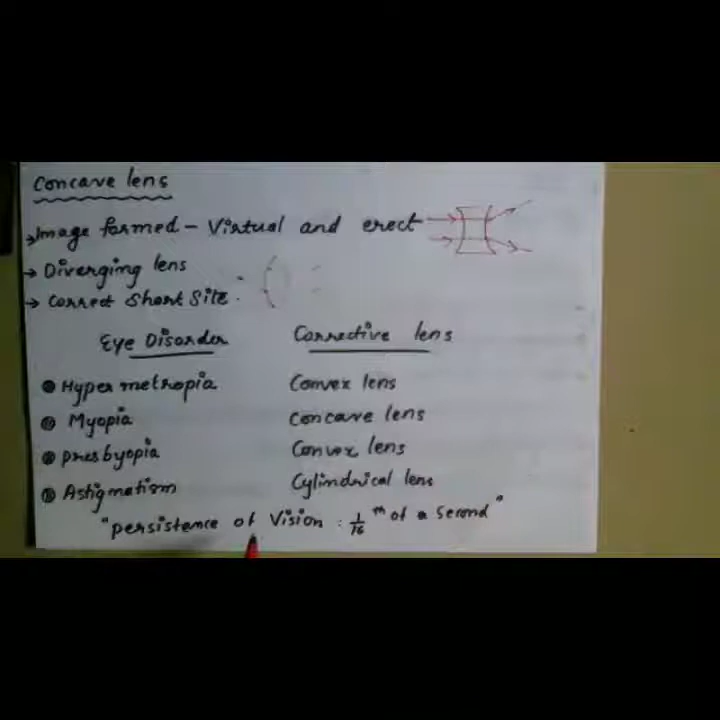 Concave lens
→Image formed - Virtual and erect
→ Diverging lens
→ Correct Short Site.
Eye Disorder Corrective lens
Hypermetropia Convex lens
Myopia Concave lens
Presbyopia Convex lens
Astigmatism Cylindrical lens
"Persistence of Vision : 1/16 th of a Second"